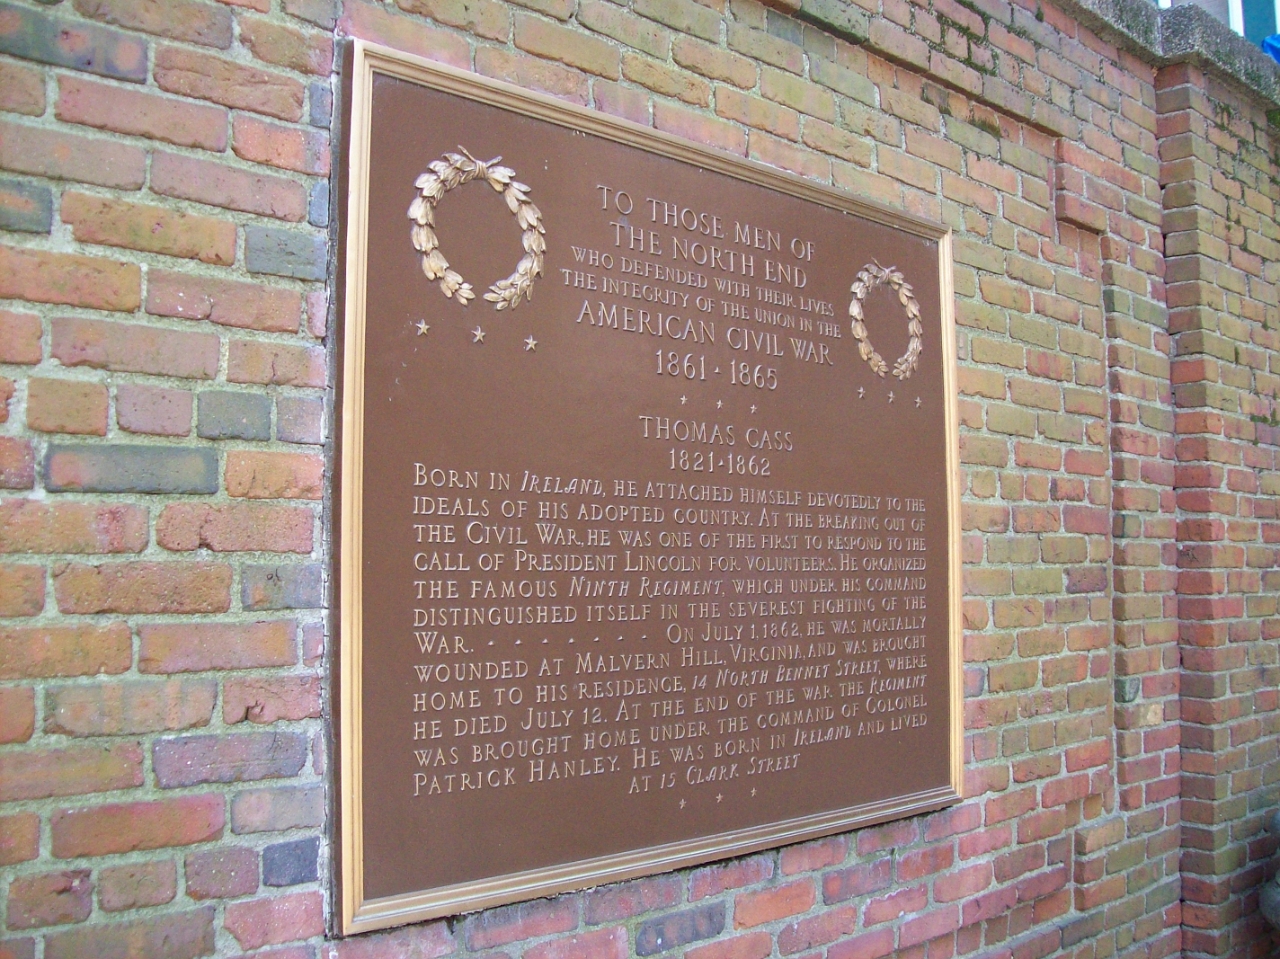 TO THOSE MEN OF
THE NORTH END
WHO DEFENDED WITH THEIR LIVES
THE INTEGRITY OF THE UNION IN THE
AMERICAN CIVIL WAR
1861 · 1865
THOMAS CASS
1821·1862
BORN IN IRELAND, HE ATTACHED HIMSELF DEVOTEDLY TO THE
IDEALS OF HIS ADOPTED COUNTRY. AT THE BREAKING OUT OF
THE CIVIL WAR, HE WAS ONE OF THE FIRST TO RESPOND TO THE
CALL OF PRESIDENT LINCOLN FOR VOLUNTEERS. HE ORGANIZED
THE FAMOUS NINTH REGIMENT, WHICH UNDER HIS COMMAND
DISTINGUISHED ITSELF IN THE SEVEREST FIGHTING OF THE
WAR. · · · · · · · ON JULY 1, 1862, HE WAS MORTALLY
WOUNDED AT MALVERN HILL, VIRGINIA, AND WAS BROUGHT
HOME TO HIS RESIDENCE, 14 NORTH BENNET STREET, WHERE
HE DIED JULY 12. AT THE END OF THE WAR THE REGIMENT
WAS BROUGHT HOME UNDER THE COMMAND OF COLONEL
PATRICK HANLEY. HE WAS BORN IN IRELAND AND LIVED
AT 15 CLARK STREET